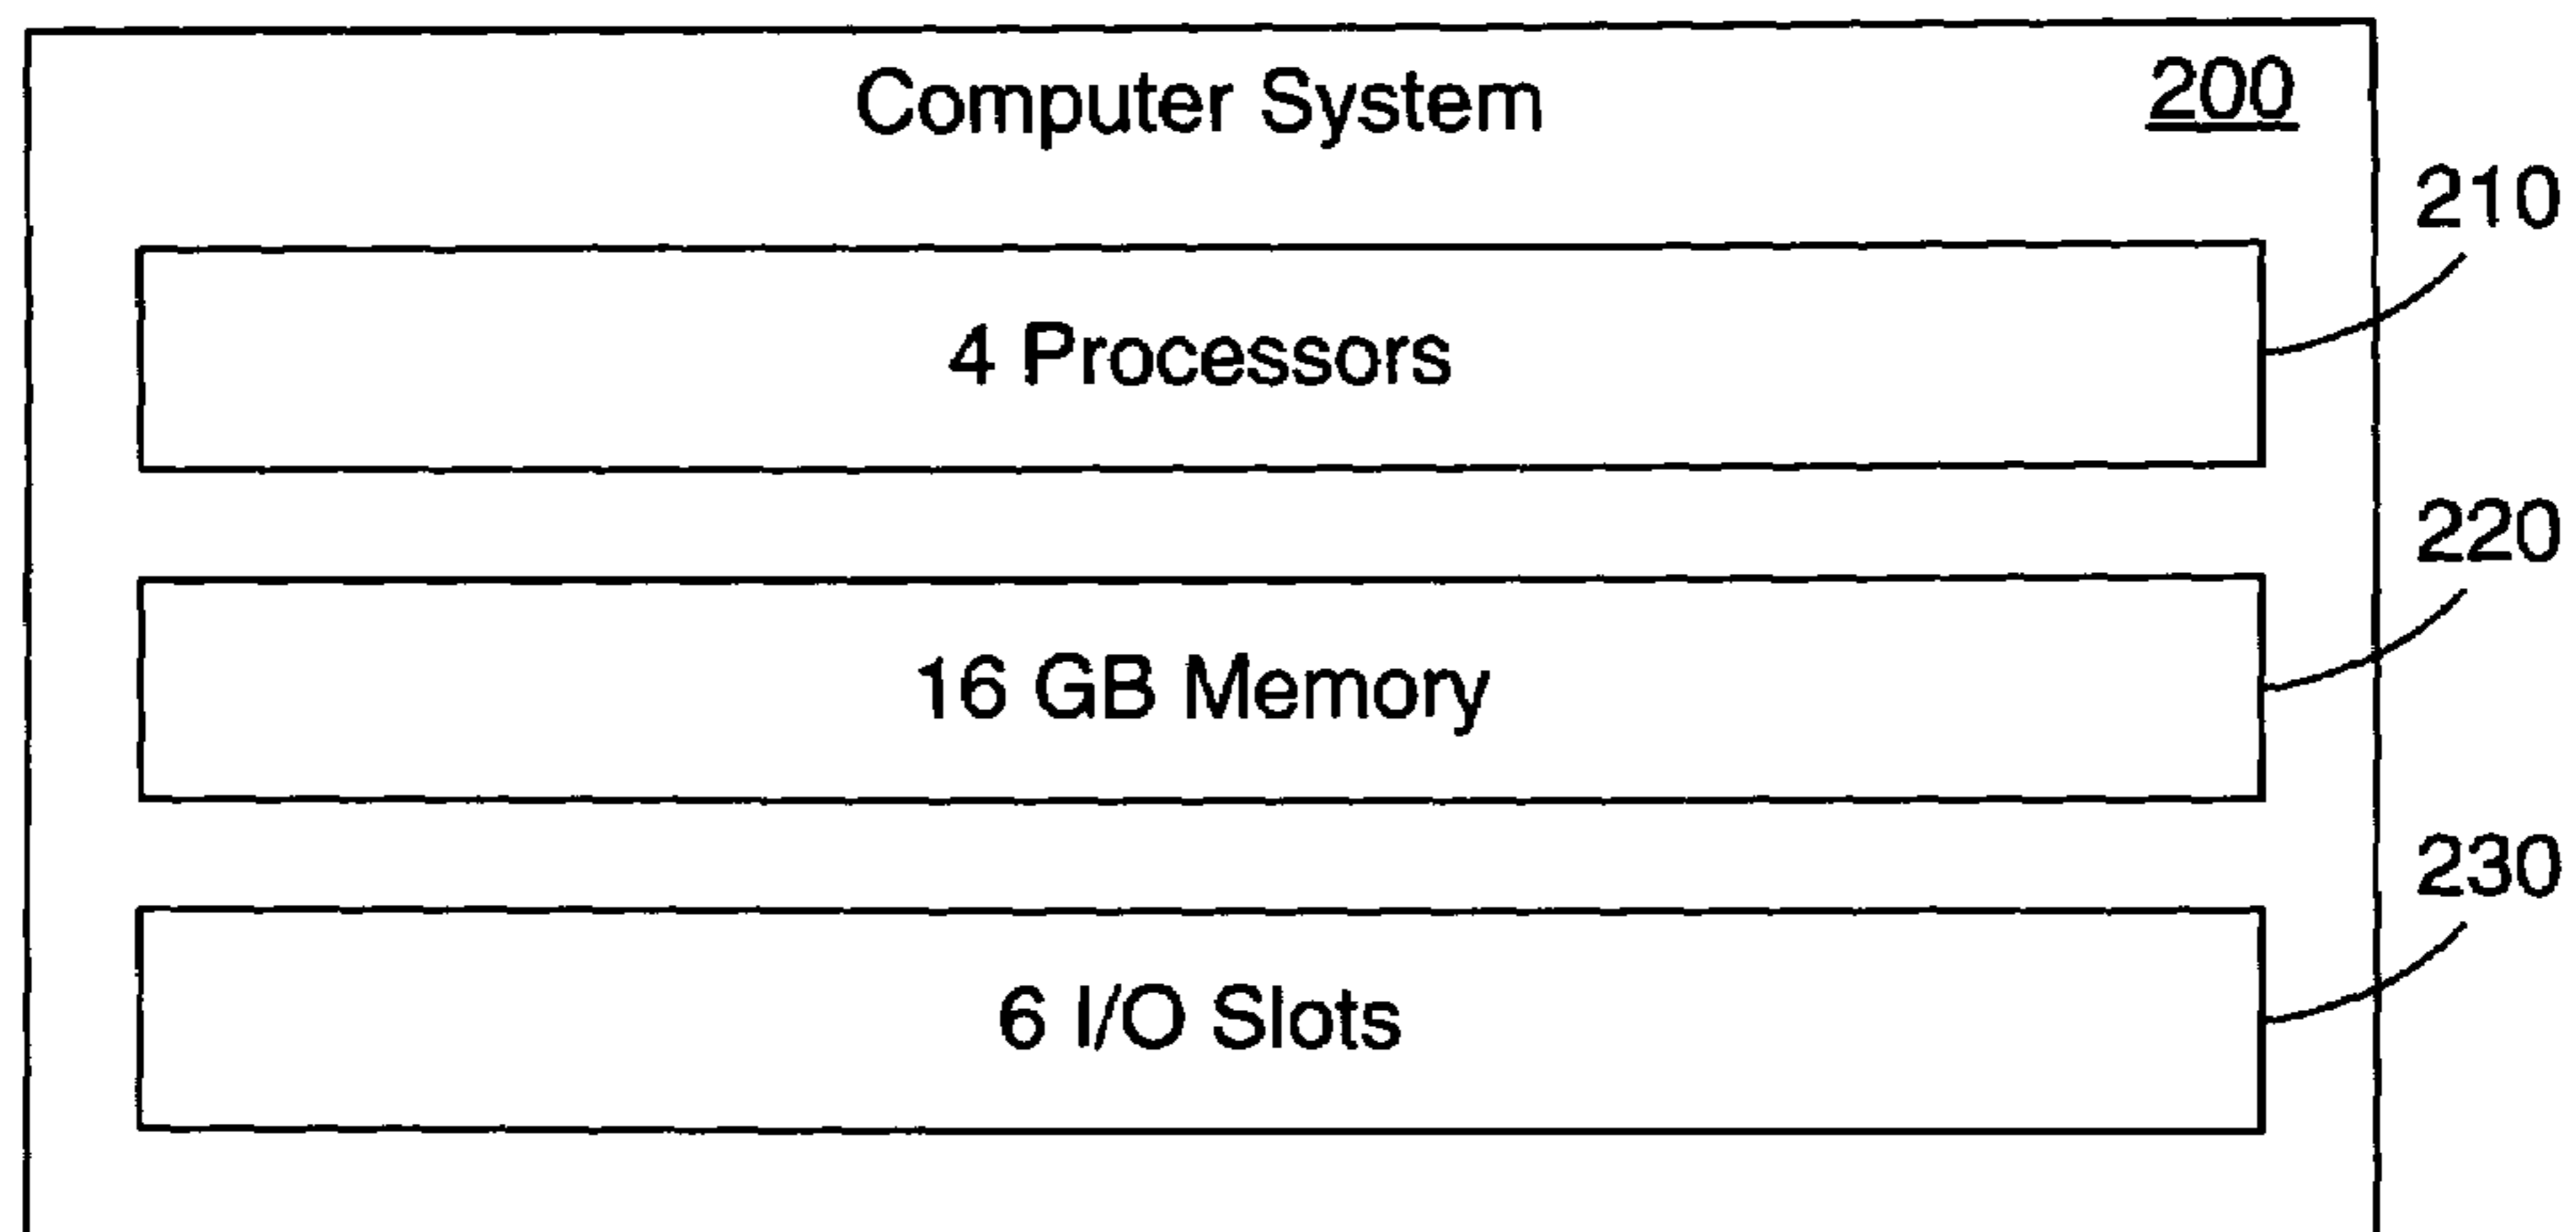 Computer System
200
210
4 Processors
220
16 GB Memory
230
6 I/O Slots